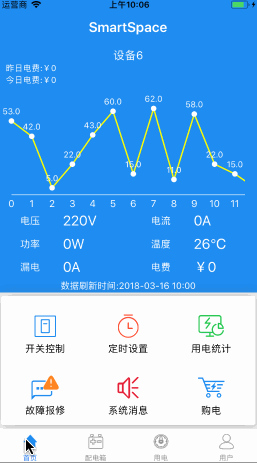 运营商 上午10:06
SmartSpace
设备6
昨日电费:￥0
今日电费:￥0
53.0 42.0 5.0 22.0 43.0 60.0 15.0 62.0 11.0 58.0 22.0 15.0
0 1 2 3 4 5 6 7 8 9 10 11
电压 220V 电流 0A
功率 0W 温度 26°C
漏电 0A 电费 ￥0
数据刷新时间:2018-03-16 10:00
开关控制 定时设置 用电统计
故障报修 系统消息 购电
首页 配电箱 用电 用户